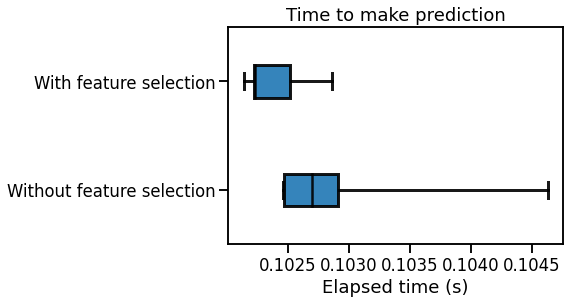 Time to make prediction
With feature selection
Without feature selection
0.1025 0.1030 0.1035 0.1040 0.1045
Elapsed time (s)